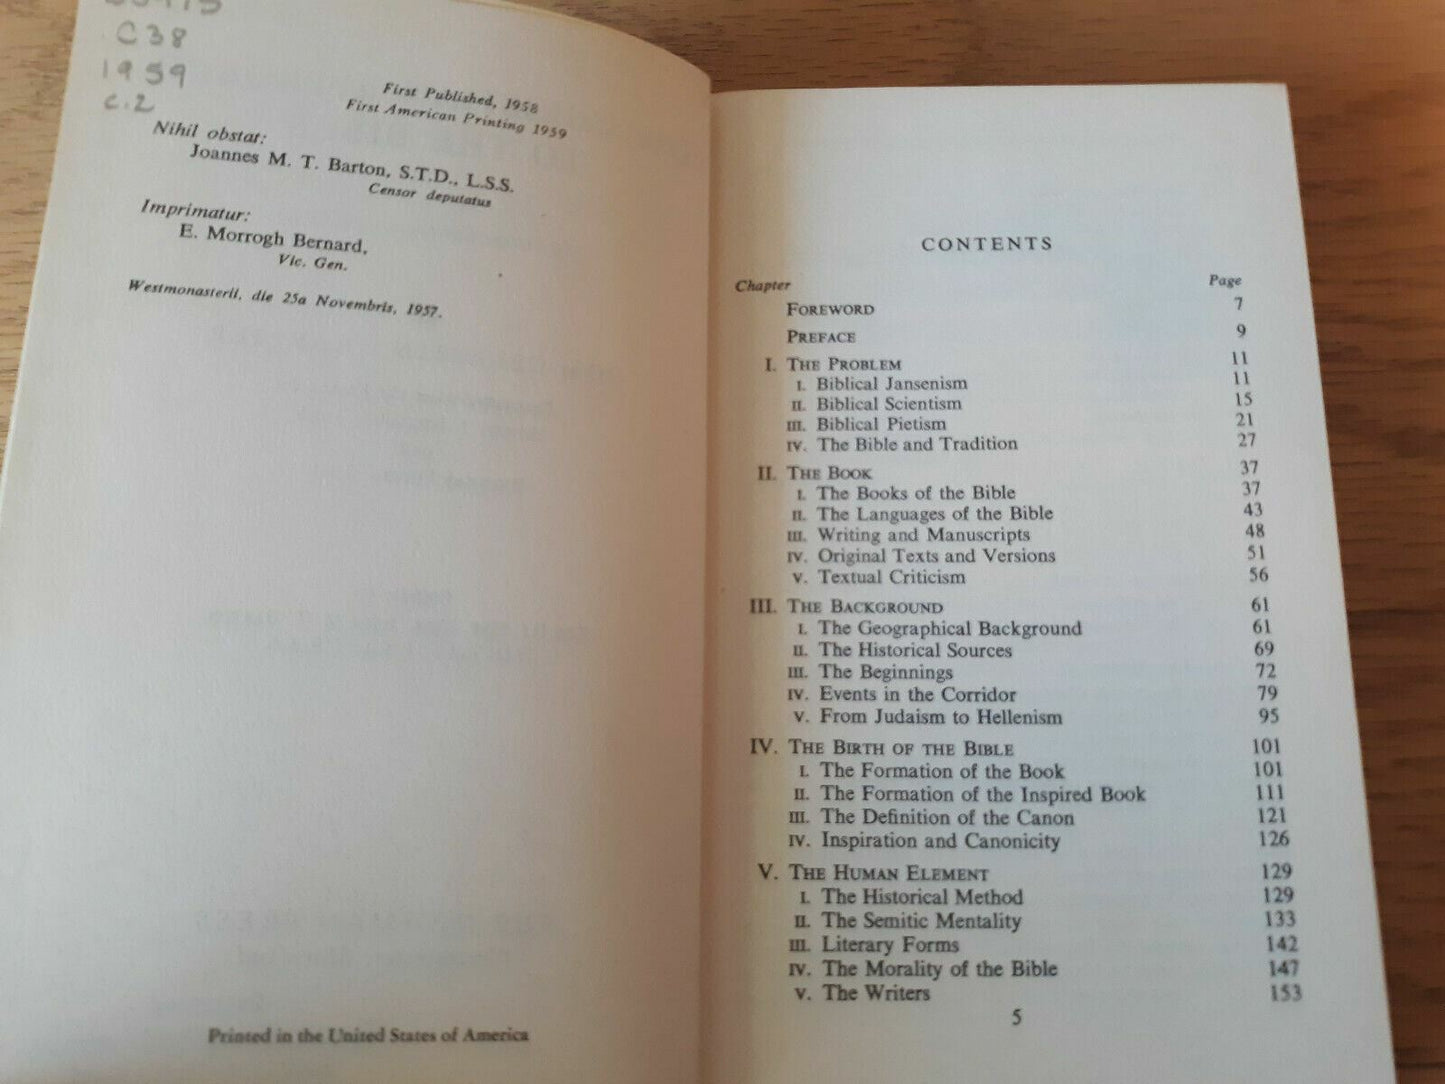 C38
1959
c.2
First Published, 1958
First American Printing 1959
Nihil obstat:
Joannes M. T. Barton, S.T.D., L.S.S.
Censor deputatus
Imprimatur:
E. Morrogh Bernard,
Vic. Gen.
Westmonasterii, die 25a Novembris, 1957.
Printed in the United States of America
CONTENTS
Chapter Page
FOREWORD 7
PREFACE 9
I. THE PROBLEM 11
I. Biblical Jansenism 11
II. Biblical Scientism 15
III. Biblical Pietism 21
IV. The Bible and Tradition 27
II. THE BOOK 37
I. The Books of the Bible 37
II. The Languages of the Bible 43
III. Writing and Manuscripts 48
IV. Original Texts and Versions 51
V. Textual Criticism 56
III. THE BACKGROUND 61
I. The Geographical Background 61
II. The Historical Sources 69
III. The Beginnings 72
IV. Events in the Corridor 79
V. From Judaism to Hellenism 95
IV. THE BIRTH OF THE BIBLE 101
I. The Formation of the Book 101
II. The Formation of the Inspired Book 111
III. The Definition of the Canon 121
IV. Inspiration and Canonicity 126
V. THE HUMAN ELEMENT 129
I. The Historical Method 129
II. The Semitic Mentality 133
III. Literary Forms 142
IV. The Morality of the Bible 147
V. The Writers 153
5